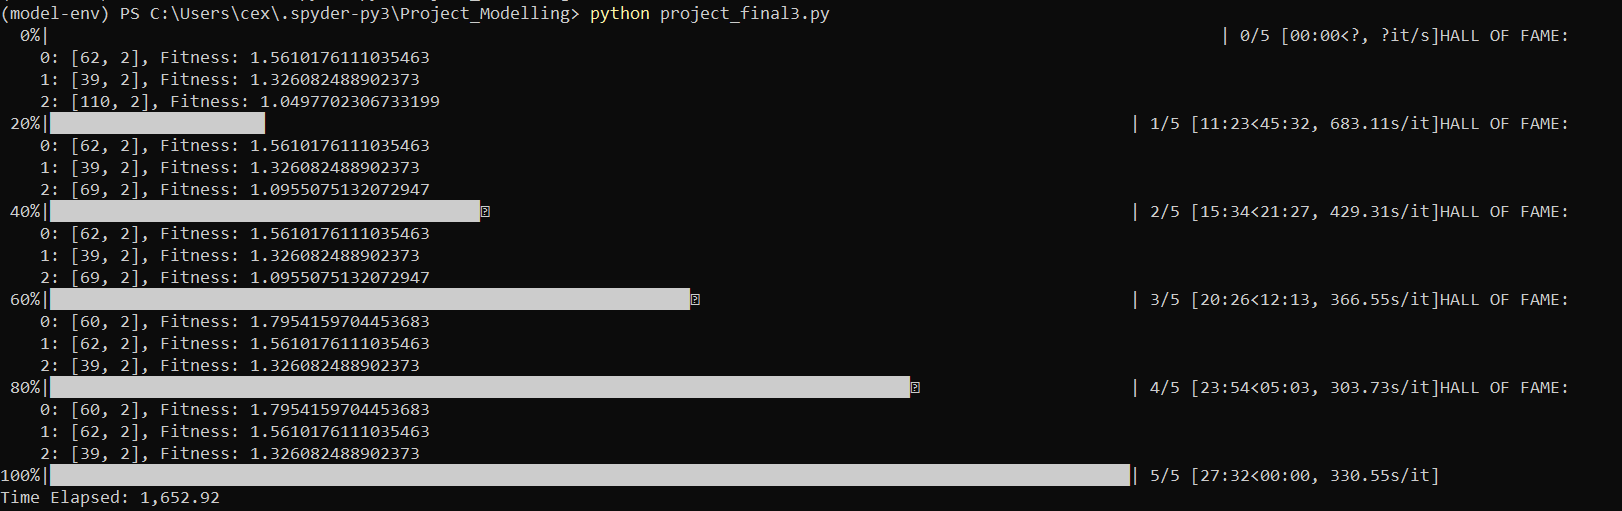 (model-env) PS C:\Users\cex\.spyder-py3\Project_Modelling> python project_final3.py
0%| | 0/5 [00:00<?, ?it/s]HALL OF FAME:
0: [62, 2], Fitness: 1.5610176111035463
1: [39, 2], Fitness: 1.326082488902373
2: [110, 2], Fitness: 1.0497702306733199
20%| | 1/5 [11:23<45:32, 683.11s/it]HALL OF FAME:
0: [62, 2], Fitness: 1.5610176111035463
1: [39, 2], Fitness: 1.326082488902373
2: [69, 2], Fitness: 1.0955075132072947
40%| | 2/5 [15:34<21:27, 429.31s/it]HALL OF FAME:
0: [62, 2], Fitness: 1.5610176111035463
1: [39, 2], Fitness: 1.326082488902373
2: [69, 2], Fitness: 1.0955075132072947
60%| | 3/5 [20:26<12:13, 366.55s/it]HALL OF FAME:
0: [60, 2], Fitness: 1.7954159704453683
1: [62, 2], Fitness: 1.5610176111035463
2: [39, 2], Fitness: 1.326082488902373
80%| | 4/5 [23:54<05:03, 303.73s/it]HALL OF FAME:
0: [60, 2], Fitness: 1.7954159704453683
1: [62, 2], Fitness: 1.5610176111035463
2: [39, 2], Fitness: 1.326082488902373
100%| | 5/5 [27:32<00:00, 330.55s/it]
Time Elapsed: 1,652.92